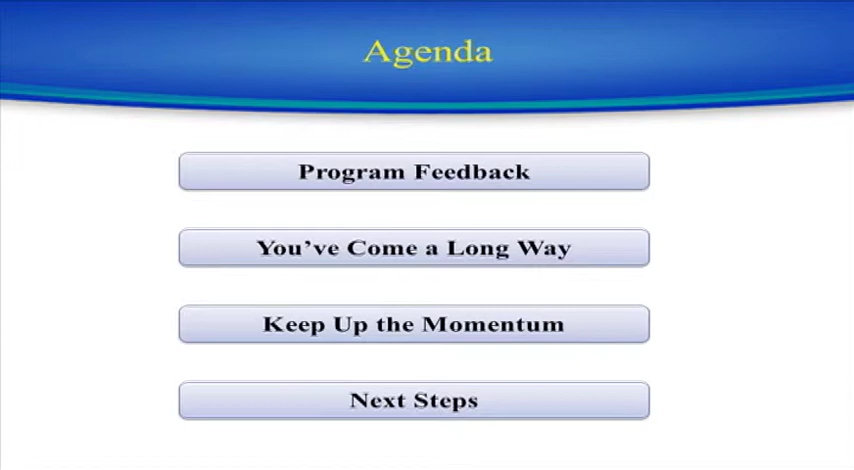 Agenda
Program Feedback
You’ve Come a Long Way
Keep Up the Momentum
Next Steps